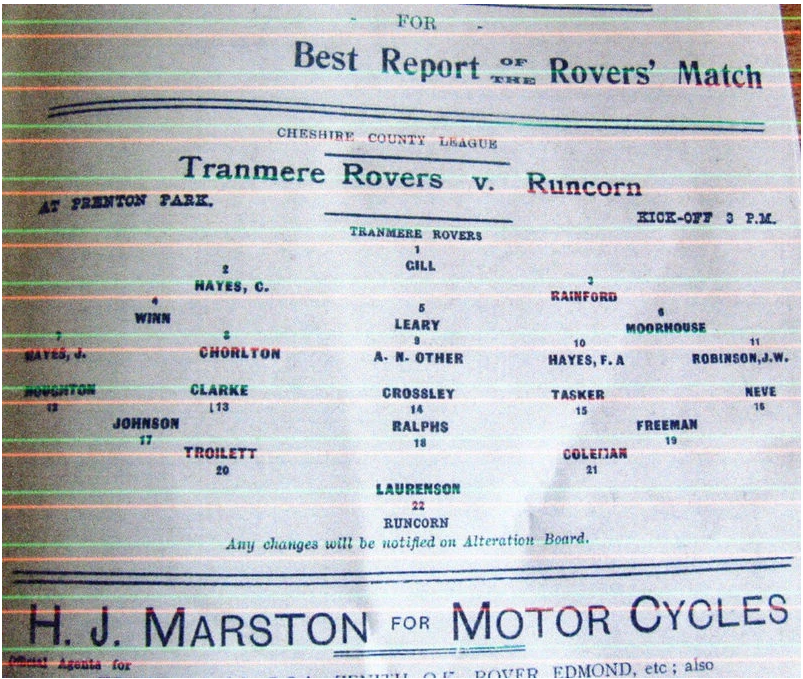 FOR
Best Report OF THE Rovers' Match
CHESHIRE COUNTY LEAGUE
Tranmere Rovers v. Runcorn
AT PRENTON PARK. KICK-OFF 3 P.M.
TRANMERE ROVERS
1
GILL
2 3
HAYES, C. RAINFORD
4 5 6
WINN LEARY MOORHOUSE
7 8 9 10 11
HAYES, J. CHORLTON A. N. OTHER HAYES, F. A ROBINSON, J.W.
HOUGHTON CLARKE CROSSLEY TASKER NEVE
12 13 14 15 16
JOHNSON RALPHS FREEMAN
17 18 19
TROILETT COLEMAN
20 21
LAURENSON
22
RUNCORN
Any changes will be notified on Alteration Board.
H. J. MARSTON FOR MOTOR CYCLES
Official Agents for
ZENITH, O.K. ROVER, EDMOND, etc ; also